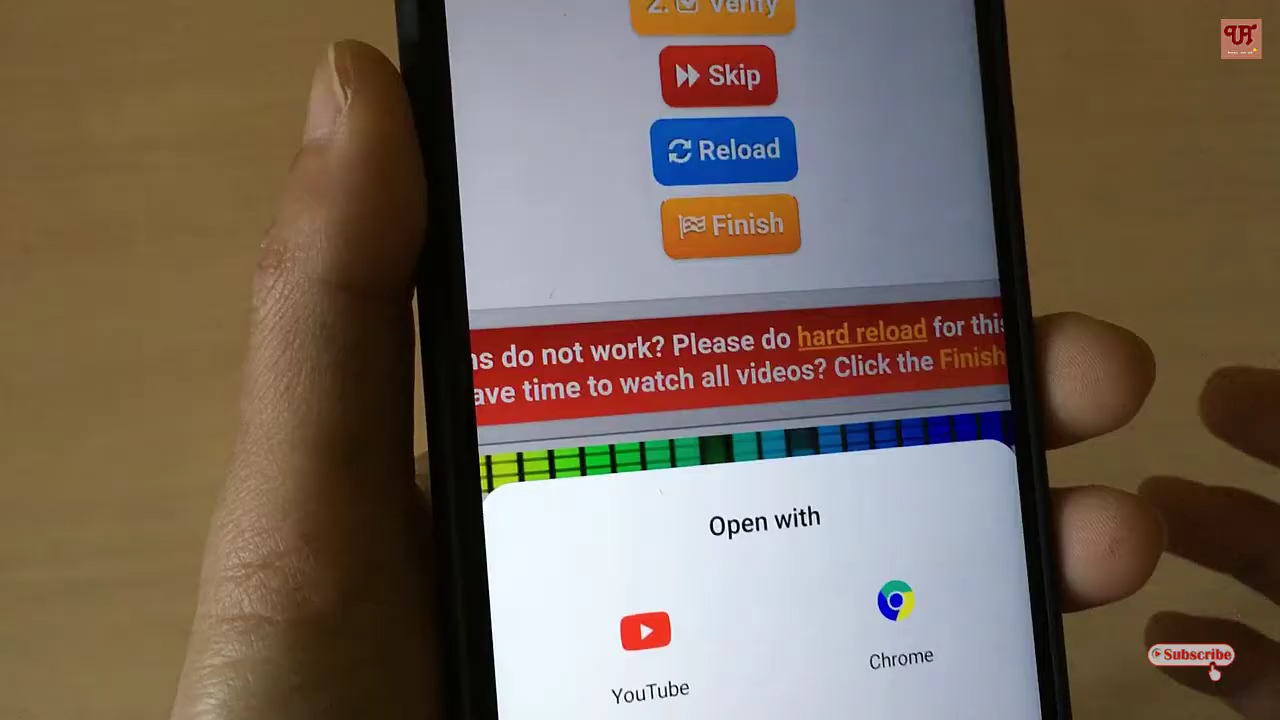 2. Verify
Skip
Reload
Finish
do not work? Please do hard reload for this
time to watch all videos? Click the Finish
Open with
YouTube
Chrome
Subscribe